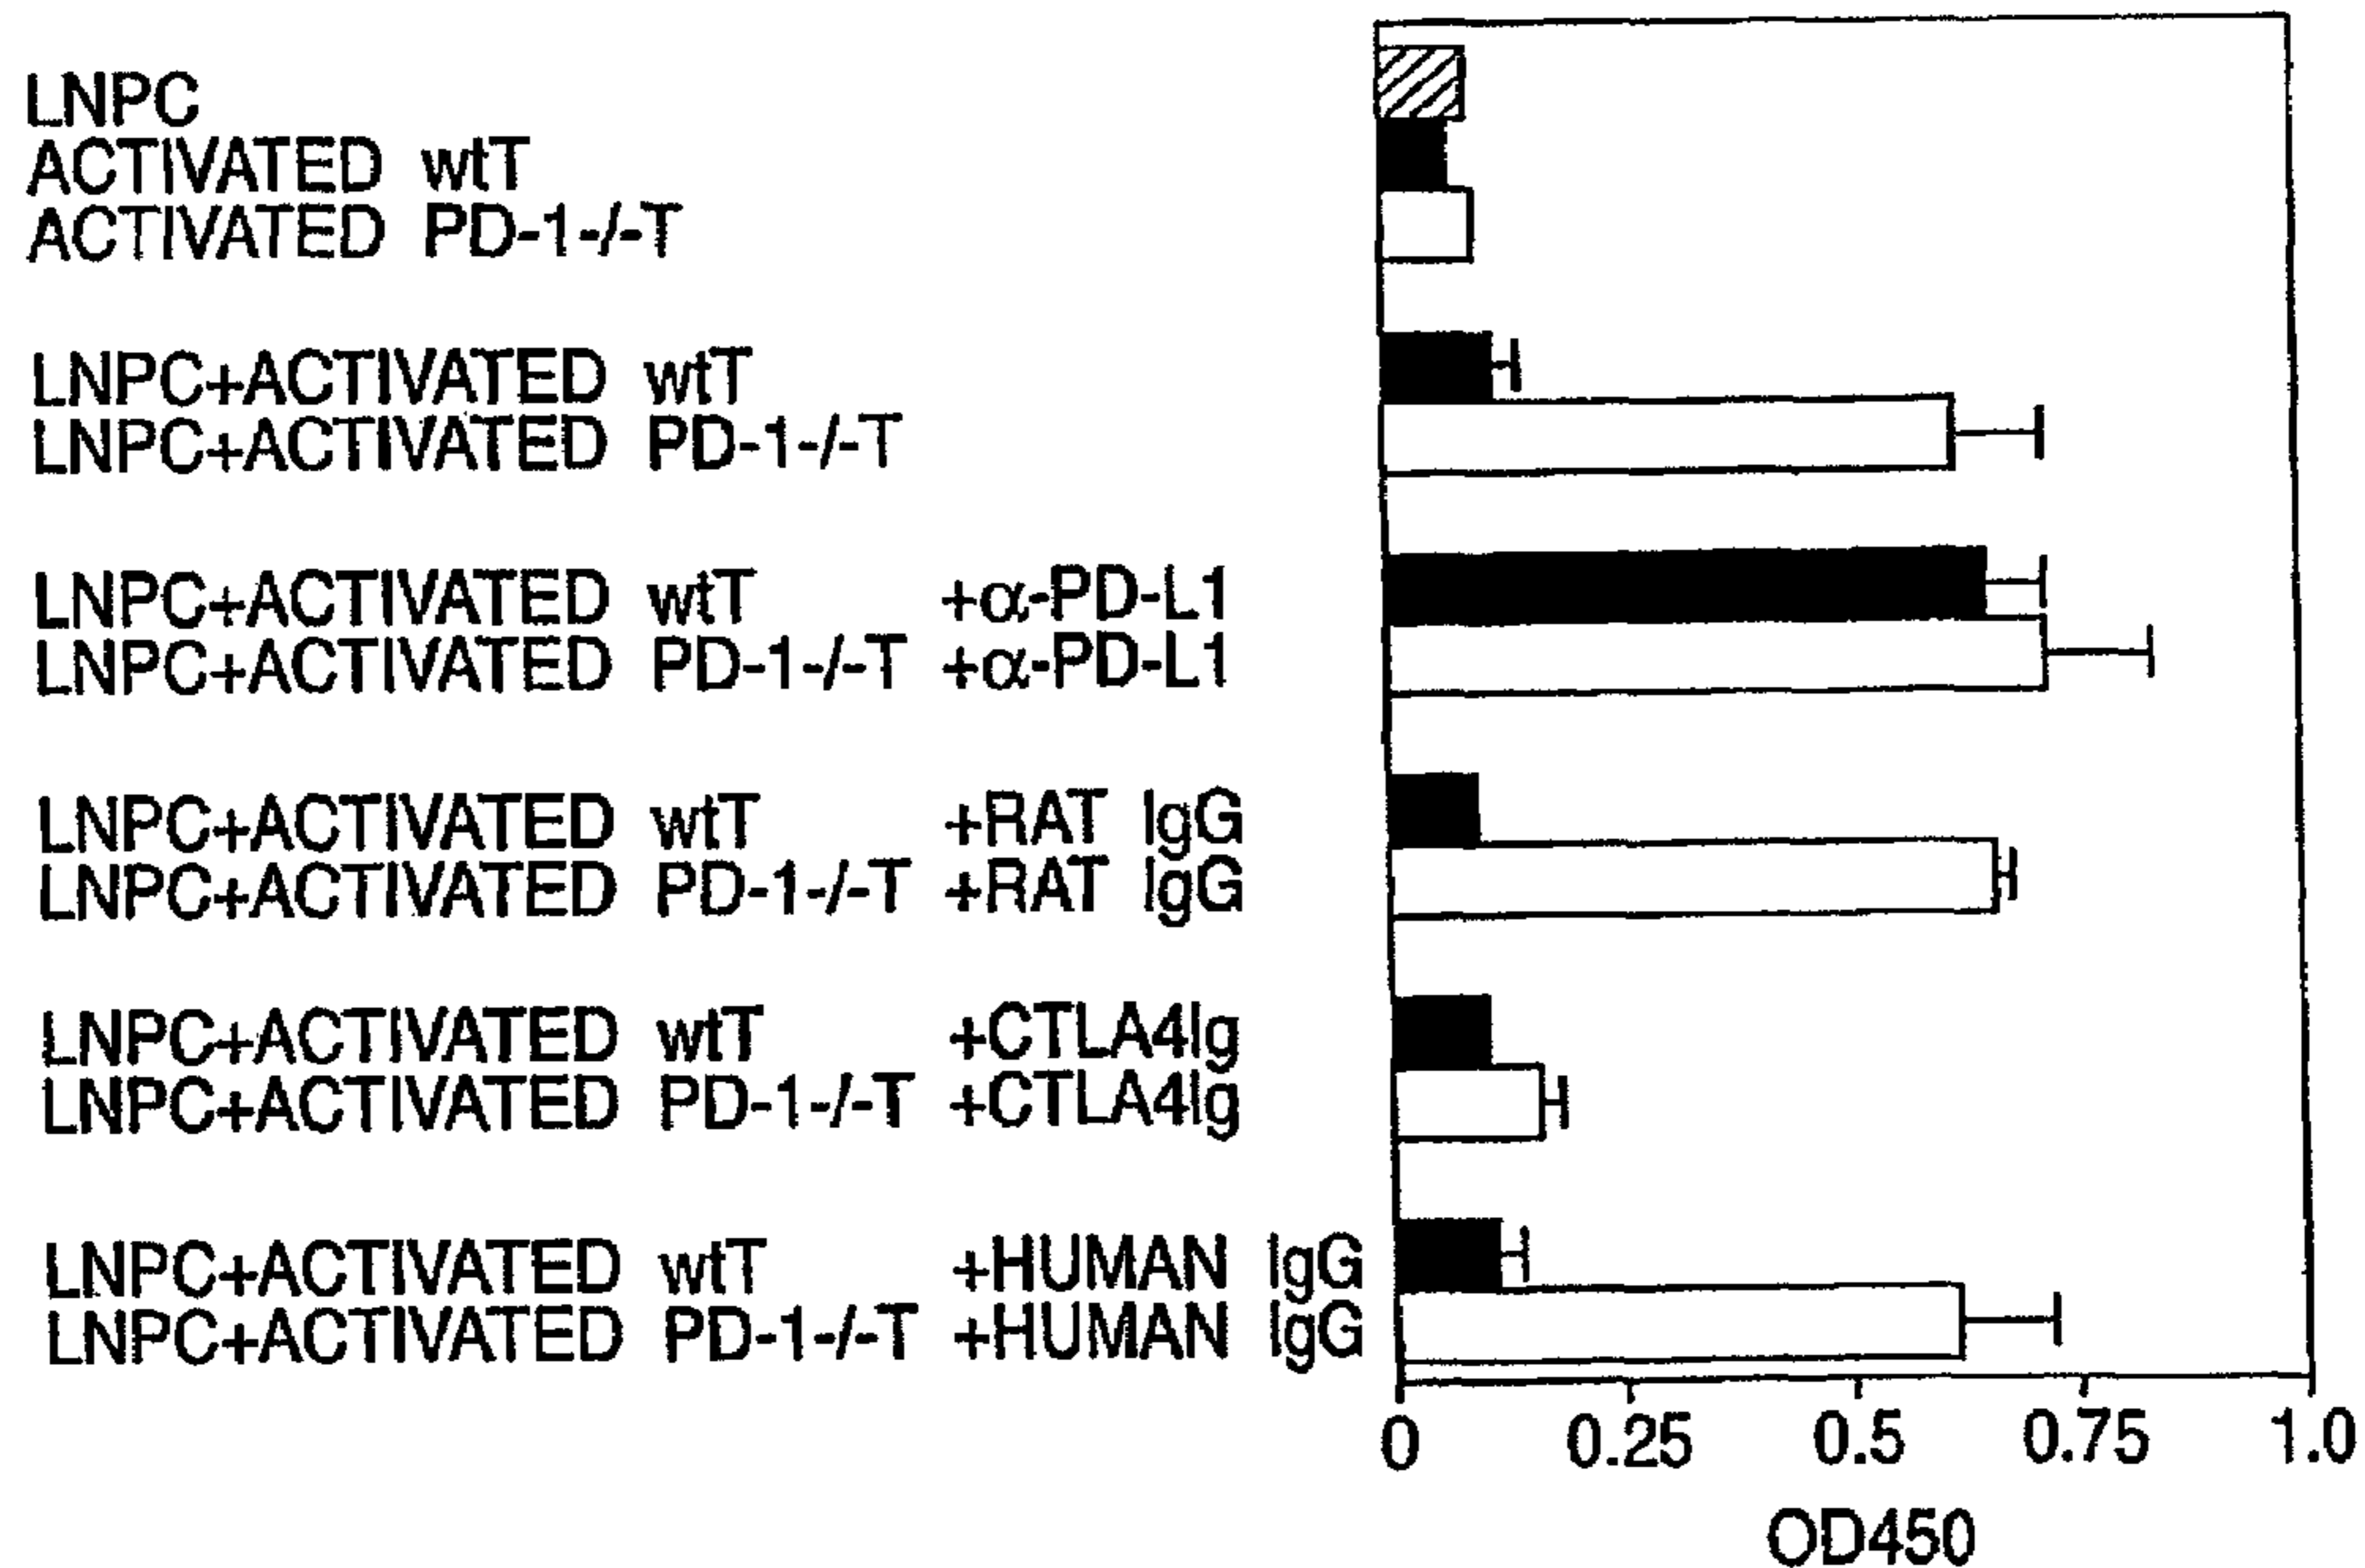 LNPC
ACTIVATED wtT
ACTIVATED PD-1-/-T
LNPC+ACTIVATED wtT
LNPC+ACTIVATED PD-1-/-T
LNPC+ACTIVATED wtT +α-PD-L1
LNPC+ACTIVATED PD-1-/-T +α-PD-L1
LNPC+ACTIVATED wtT +RAT IgG
LNPC+ACTIVATED PD-1-/-T +RAT IgG
LNPC+ACTIVATED wtT +CTLA4Ig
LNPC+ACTIVATED PD-1-/-T +CTLA4Ig
LNPC+ACTIVATED wtT +HUMAN IgG
LNPC+ACTIVATED PD-1-/-T +HUMAN IgG
0 0.25 0.5 0.75 1.0
OD450